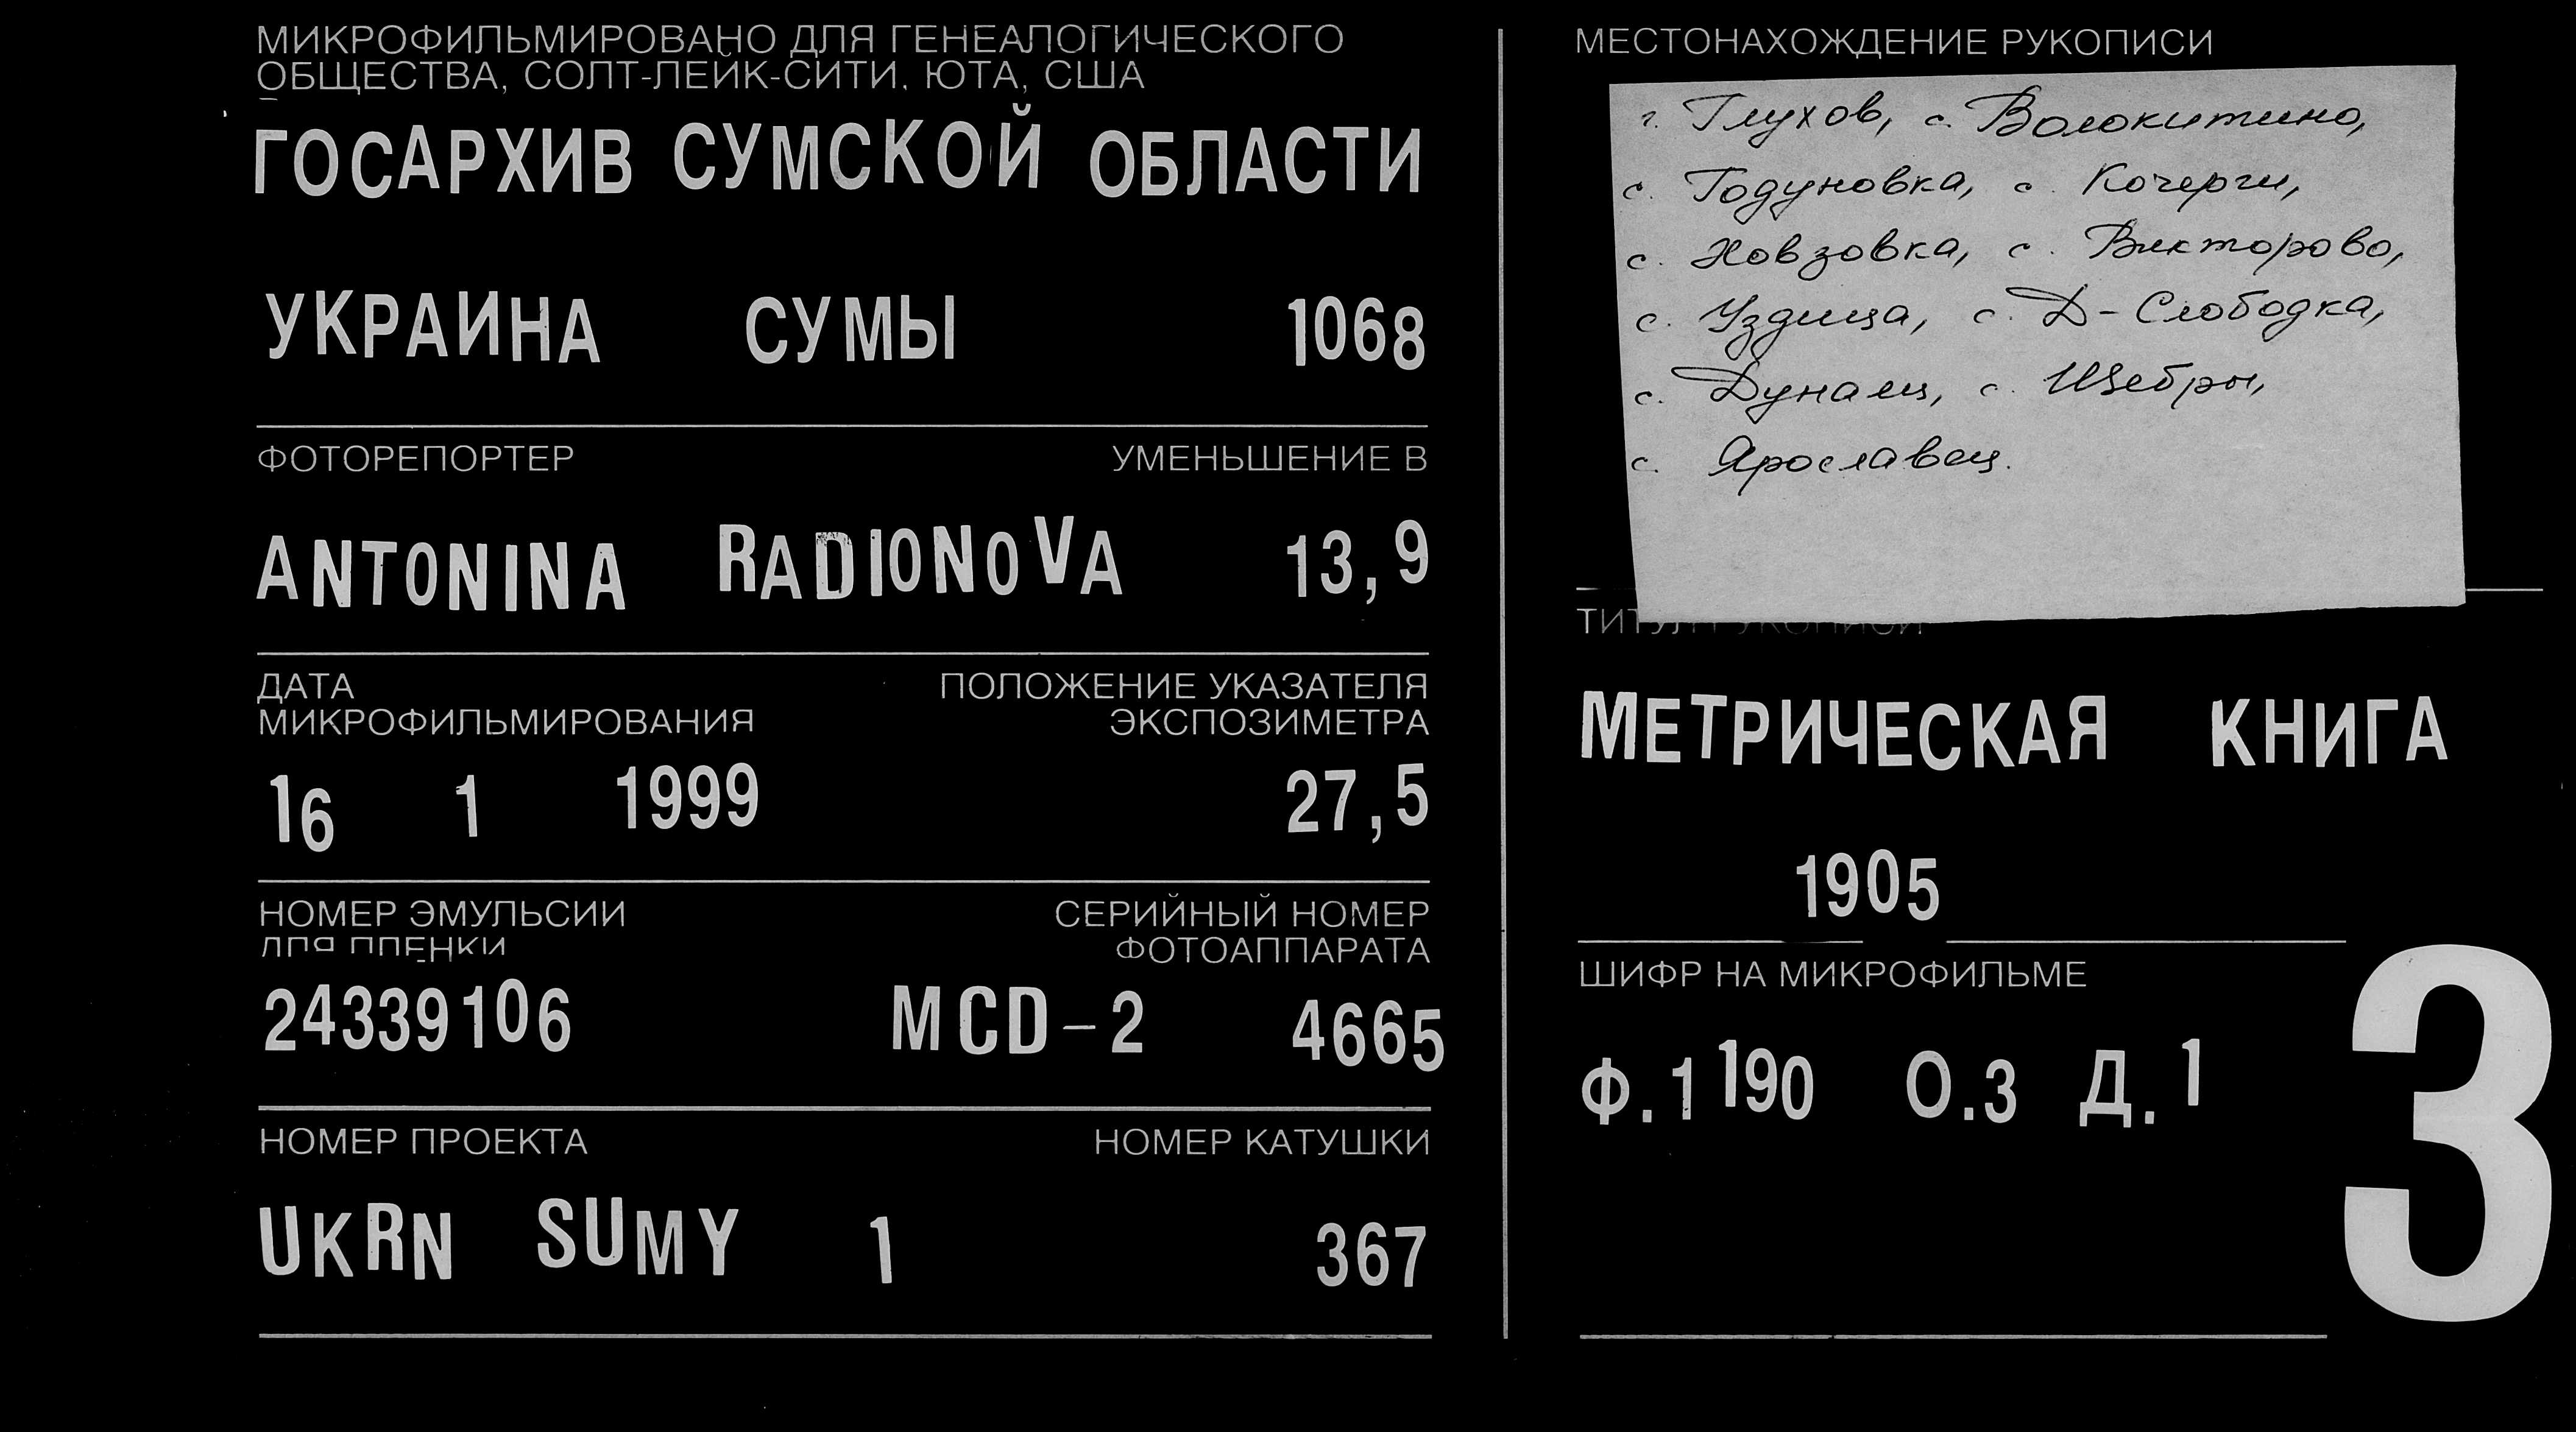 МИКРОФИЛЬМИРОВАНО ДЛЯ ГЕНЕАЛОГИЧЕСКОГО
ОБЩЕСТВА, СОЛТ-ЛЕЙК-СИТИ, ЮТА, США
ГОСАРХИВ СУМСКОЙ ОБЛАСТИ
УКРАИНА СУМЫ 1068
ФОТОРЕПОРТЕР УМЕНЬШЕНИЕ В
ANTONINA RADIONOVA 13,9
ДАТА
МИКРОФИЛЬМИРОВАНИЯ
ПОЛОЖЕНИЕ УКАЗАТЕЛЯ
ЭКСПОЗИМЕТРА
16 1 1999 27,5
НОМЕР ЭМУЛЬСИИ
ДЛЯ ПЛЕНКИ
СЕРИЙНЫЙ НОМЕР
ФОТОАППАРАТА
24339106 MCD-2 4665
НОМЕР ПРОЕКТА НОМЕР КАТУШКИ
UKRN SUMY 1 367
МЕСТОНАХОЖДЕНИЕ РУКОПИСИ
г. Глухов, с. Волокитино,
с. Годуновка, с. Кочерги,
с. Ховзовка, с. Викторово,
с. Уздица, с. Д-Слободка,
с. Дунаец, с. Щебры,
с. Ярославец.
ТИТУЛ РУКОПИСИ
МЕТРИЧЕСКАЯ КНИГА
1905
ШИФР НА МИКРОФИЛЬМЕ
Ф.1190 О.3 Д.1
3